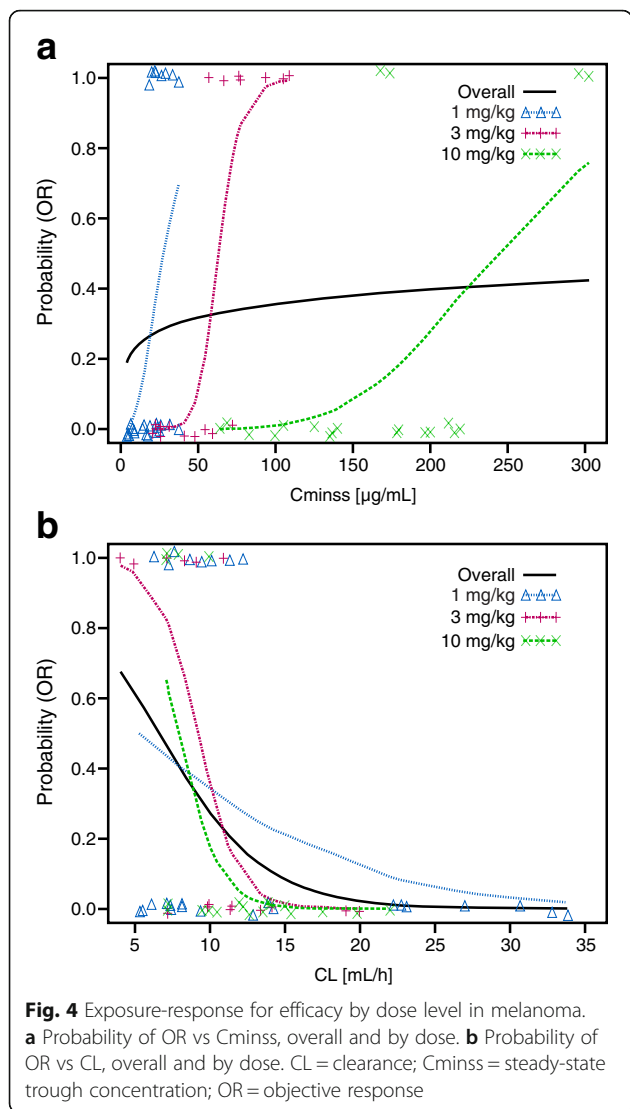 a
1.0
0.8
0.6
0.4
0.2
0.0
Probability (OR)
Overall
1 mg/kg
3 mg/kg
10 mg/kg
0 50 100 150 200 250 300
Cminss [µg/mL]
b
1.0
0.8
0.6
0.4
0.2
0.0
Probability (OR)
Overall
1 mg/kg
3 mg/kg
10 mg/kg
5 10 15 20 25 30 35
CL [mL/h]
Fig. 4 Exposure-response for efficacy by dose level in melanoma.
a Probability of OR vs Cminss, overall and by dose. b Probability of
OR vs CL, overall and by dose. CL = clearance; Cminss = steady-state
trough concentration; OR = objective response